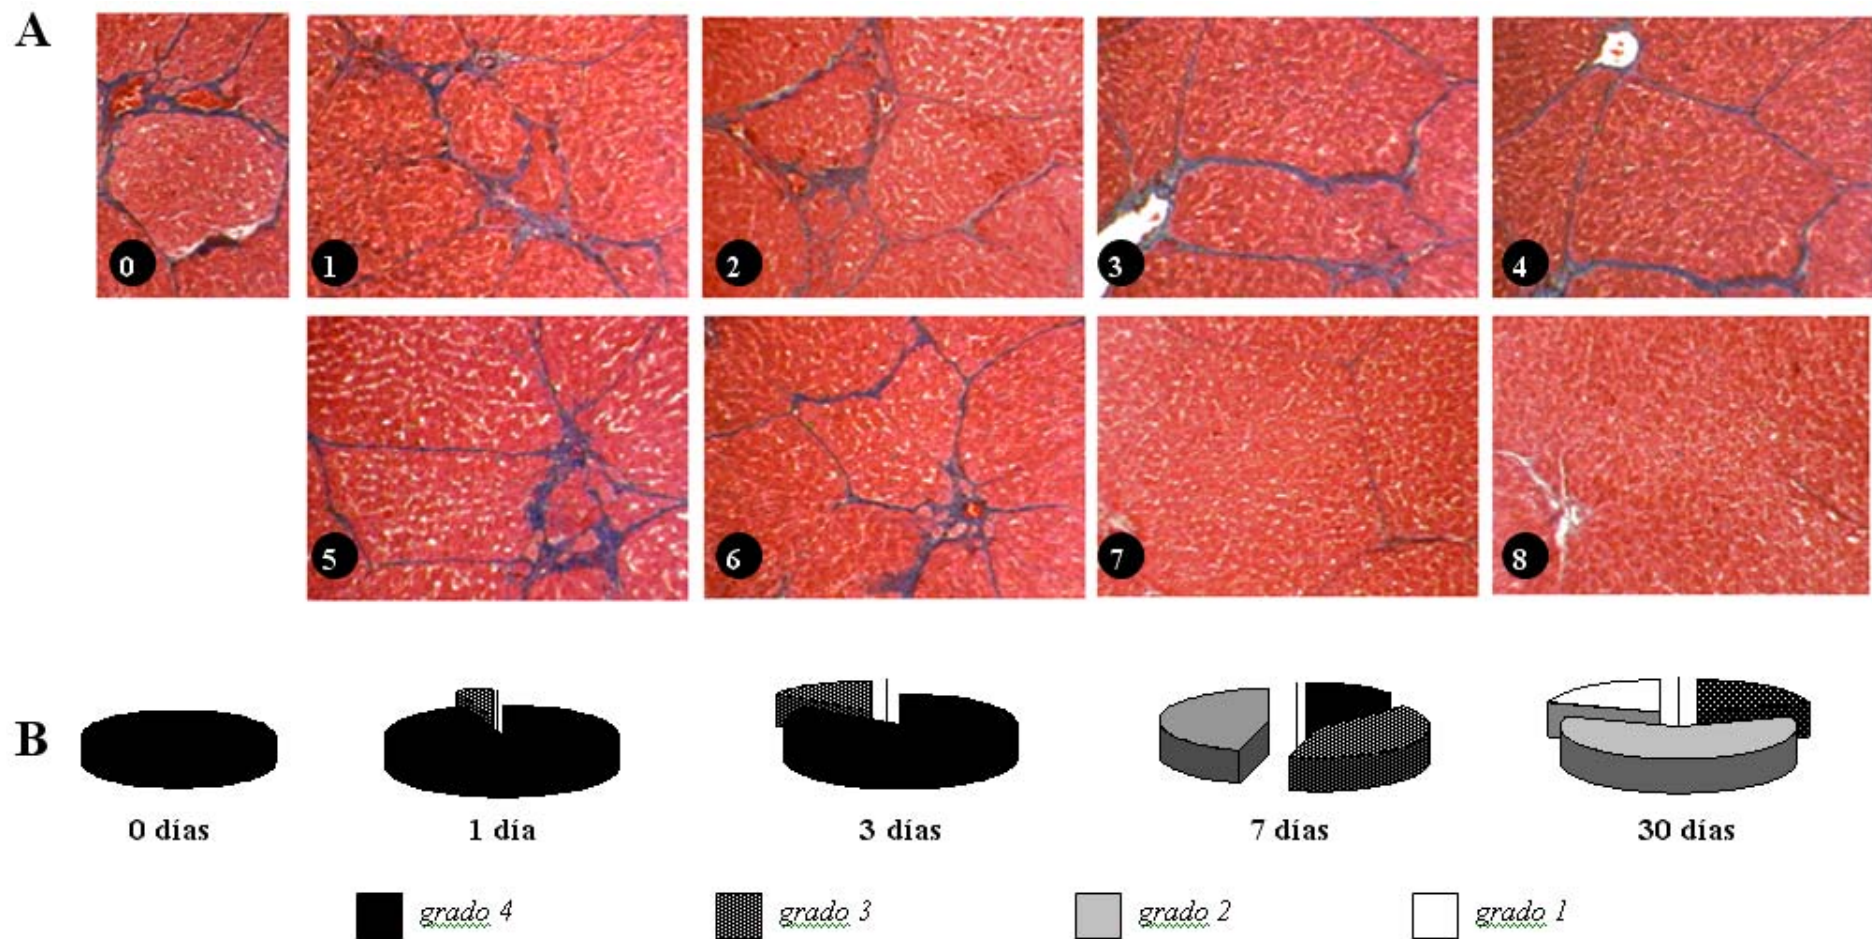 A
0 1 2 3 4
5 6 7 8
B
0 días 1 día 3 días 7 días 30 días
grado 4 grado 3 grado 2 grado 1